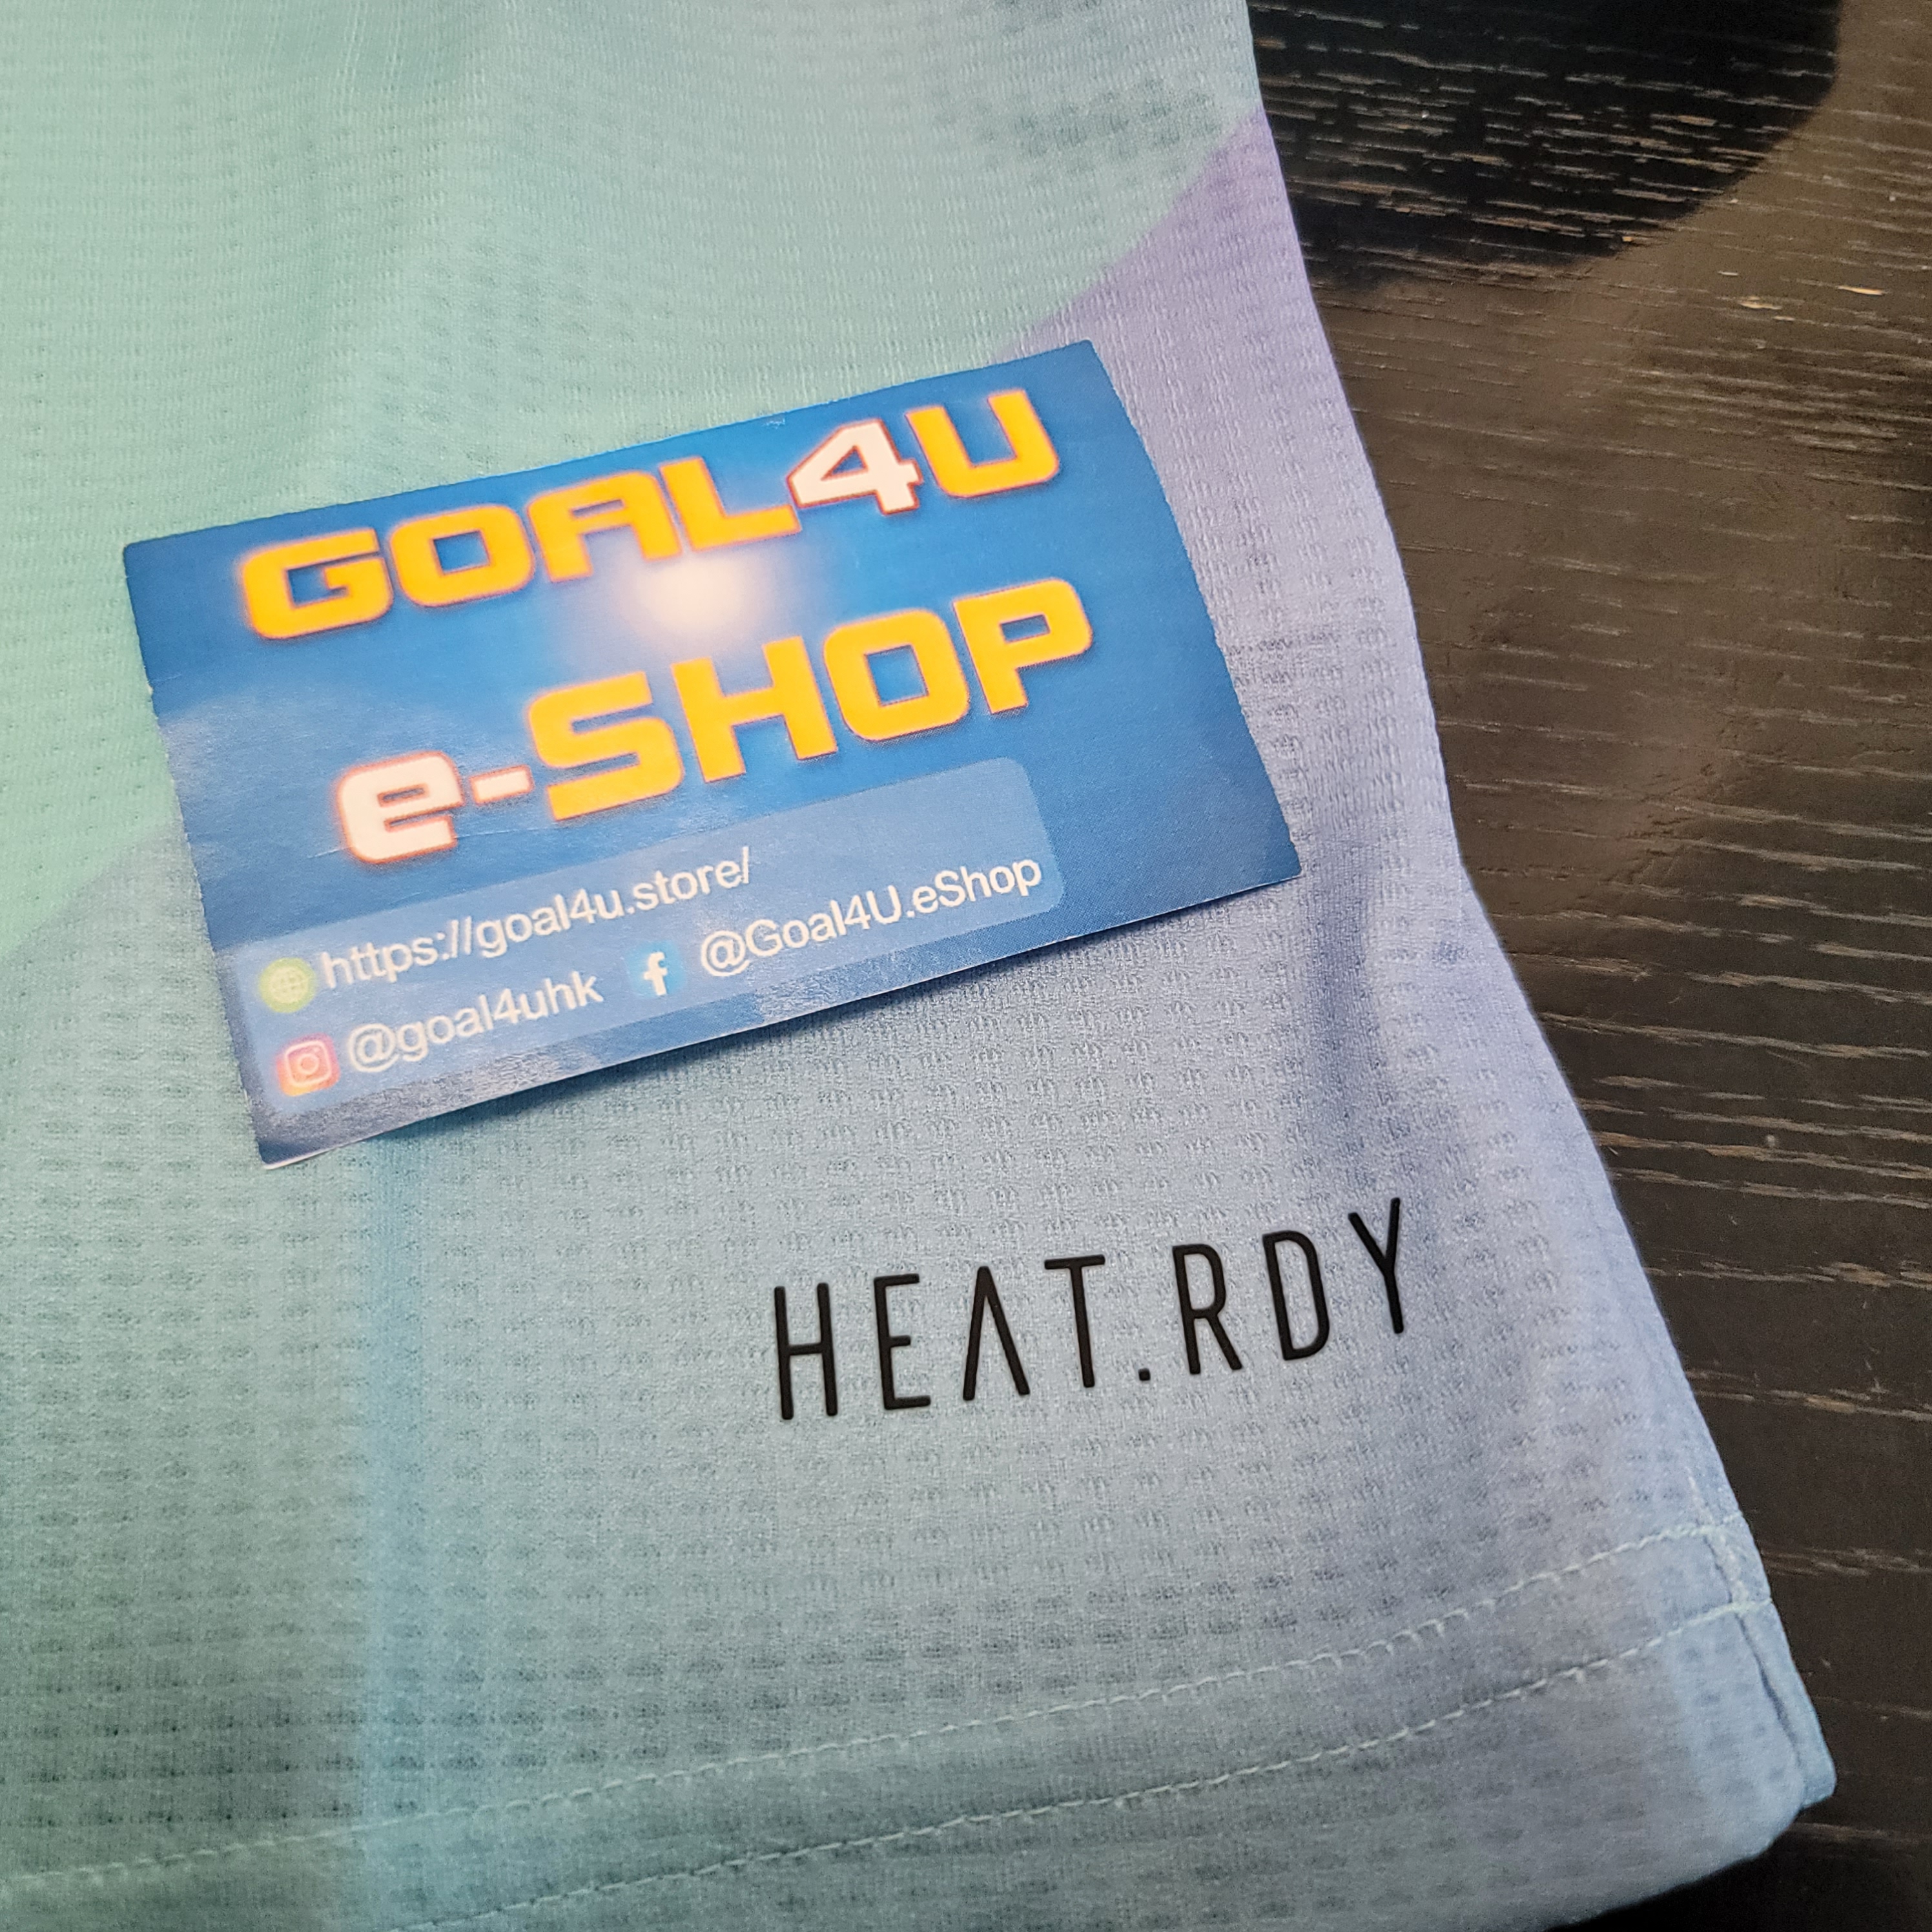 GOAL4U
e-SHOP
https://goal4u.store/
@goal4uhk @Goal4U.eShop
HEAT.RDY